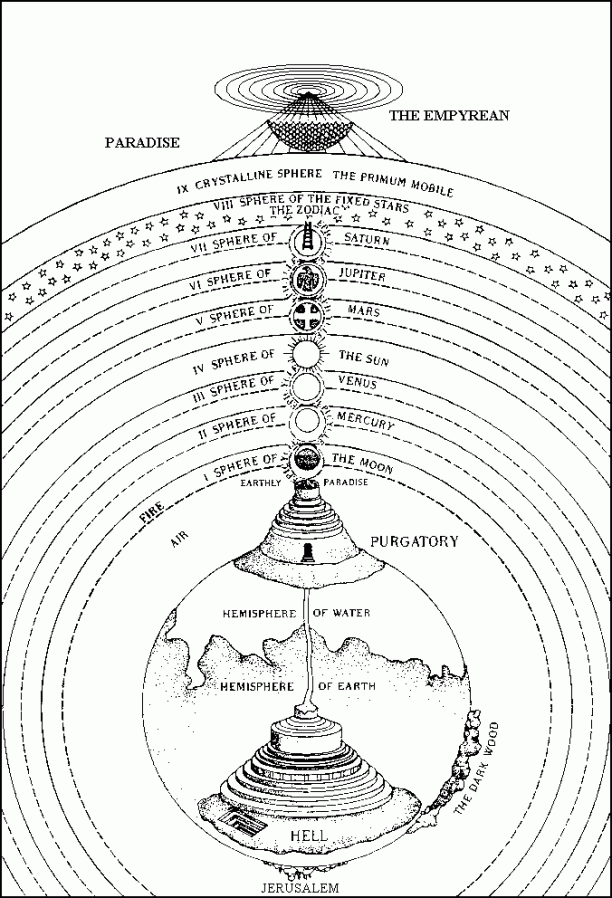 THE EMPYREAN
PARADISE
IX CRYSTALLINE SPHERE THE PRIMUM MOBILE
VIII SPHERE OF THE FIXED STARS
THE ZODIAC
VII SPHERE OF SATURN
VI SPHERE OF JUPITER
V SPHERE OF MARS
IV SPHERE OF THE SUN
III SPHERE OF VENUS
II SPHERE OF MERCURY
I SPHERE OF THE MOON
EARTHLY PARADISE
FIRE
AIR
PURGATORY
HEMISPHERE OF WATER
HEMISPHERE OF EARTH
THE DARK WOOD
HELL
JERUSALEM